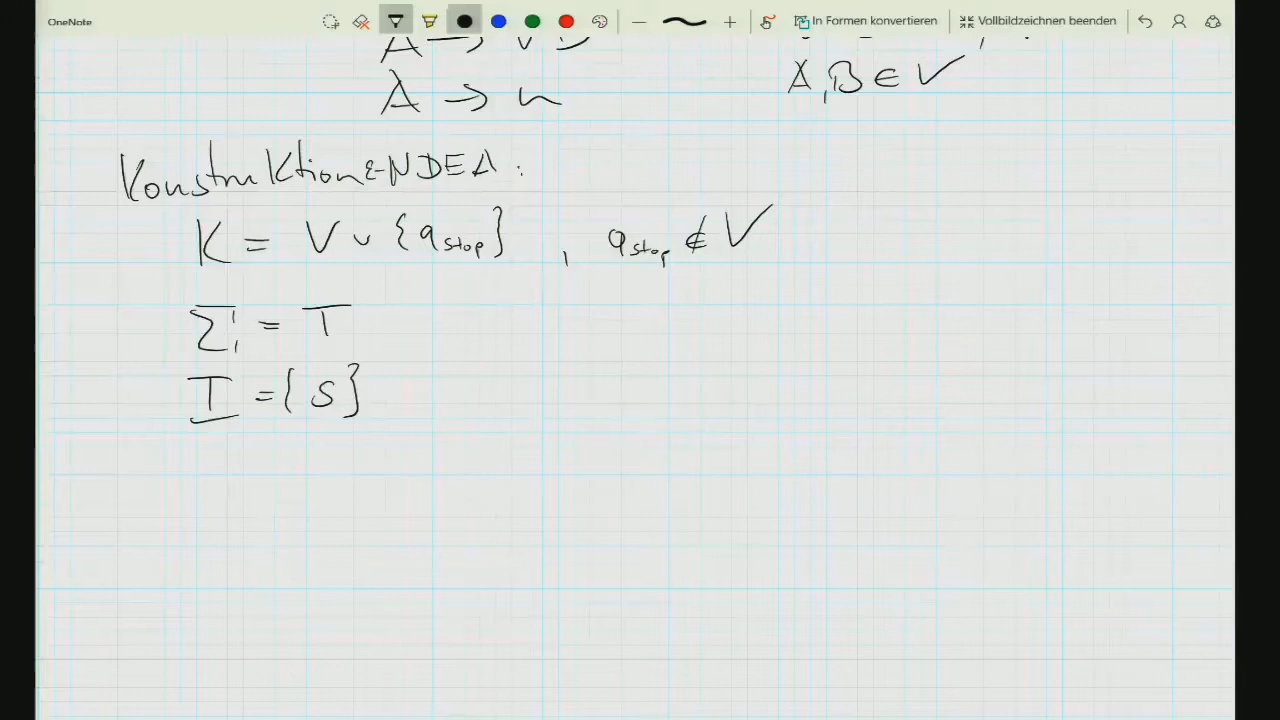 OneNote
In Formen konvertieren
Vollbildzeichnen beenden
A →
A → u
A, B ∈ V
Konstruktion ε-NDEA :
K = V ∪ {q_stop} , q_stop ∉ V
Σ = T
I = { S }